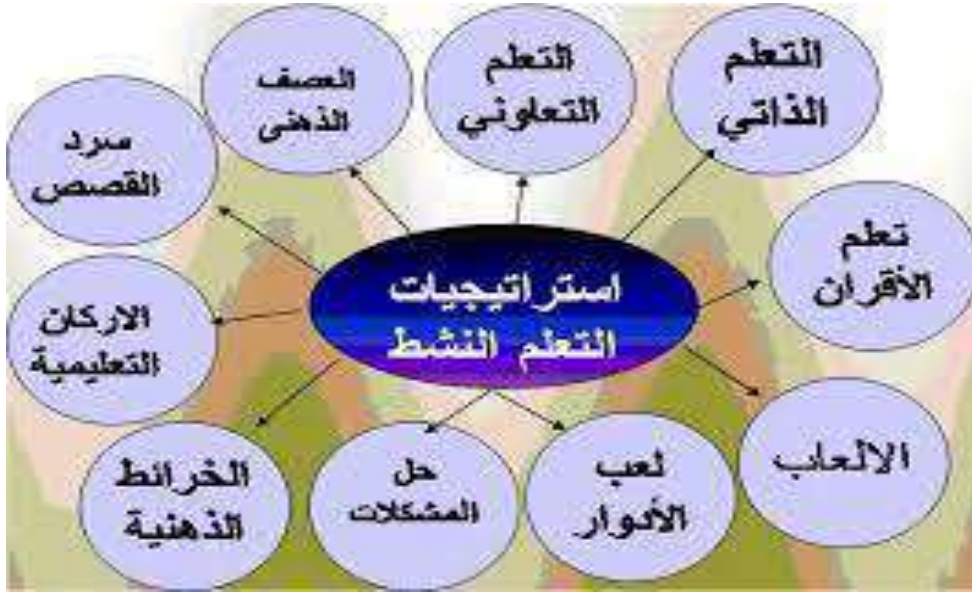 استراتيجيات
التعلم النشط
التعلم
الذاتي
التعلم
التعاوني
العصف
الذهنى
سرد
القصص
تعلم
الأقران
الاركان
التعليمية
الالعاب
لعب
الأدوار
حل
المشكلات
الخرائط
الذهنية